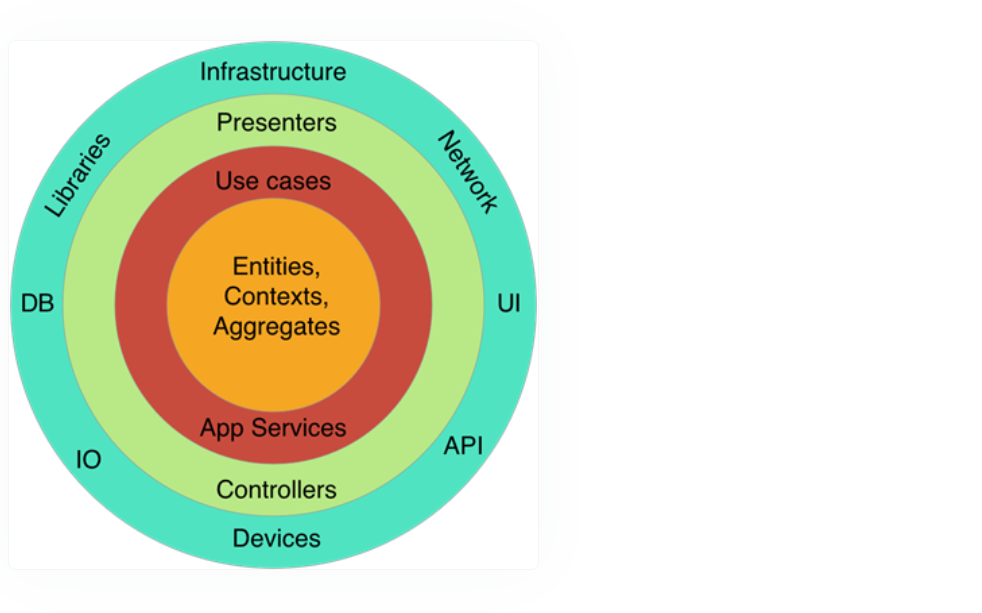 Infrastructure
Presenters
Libraries
Network
Use cases
Entities,
Contexts,
Aggregates
DB
UI
App Services
API
IO
Controllers
Devices